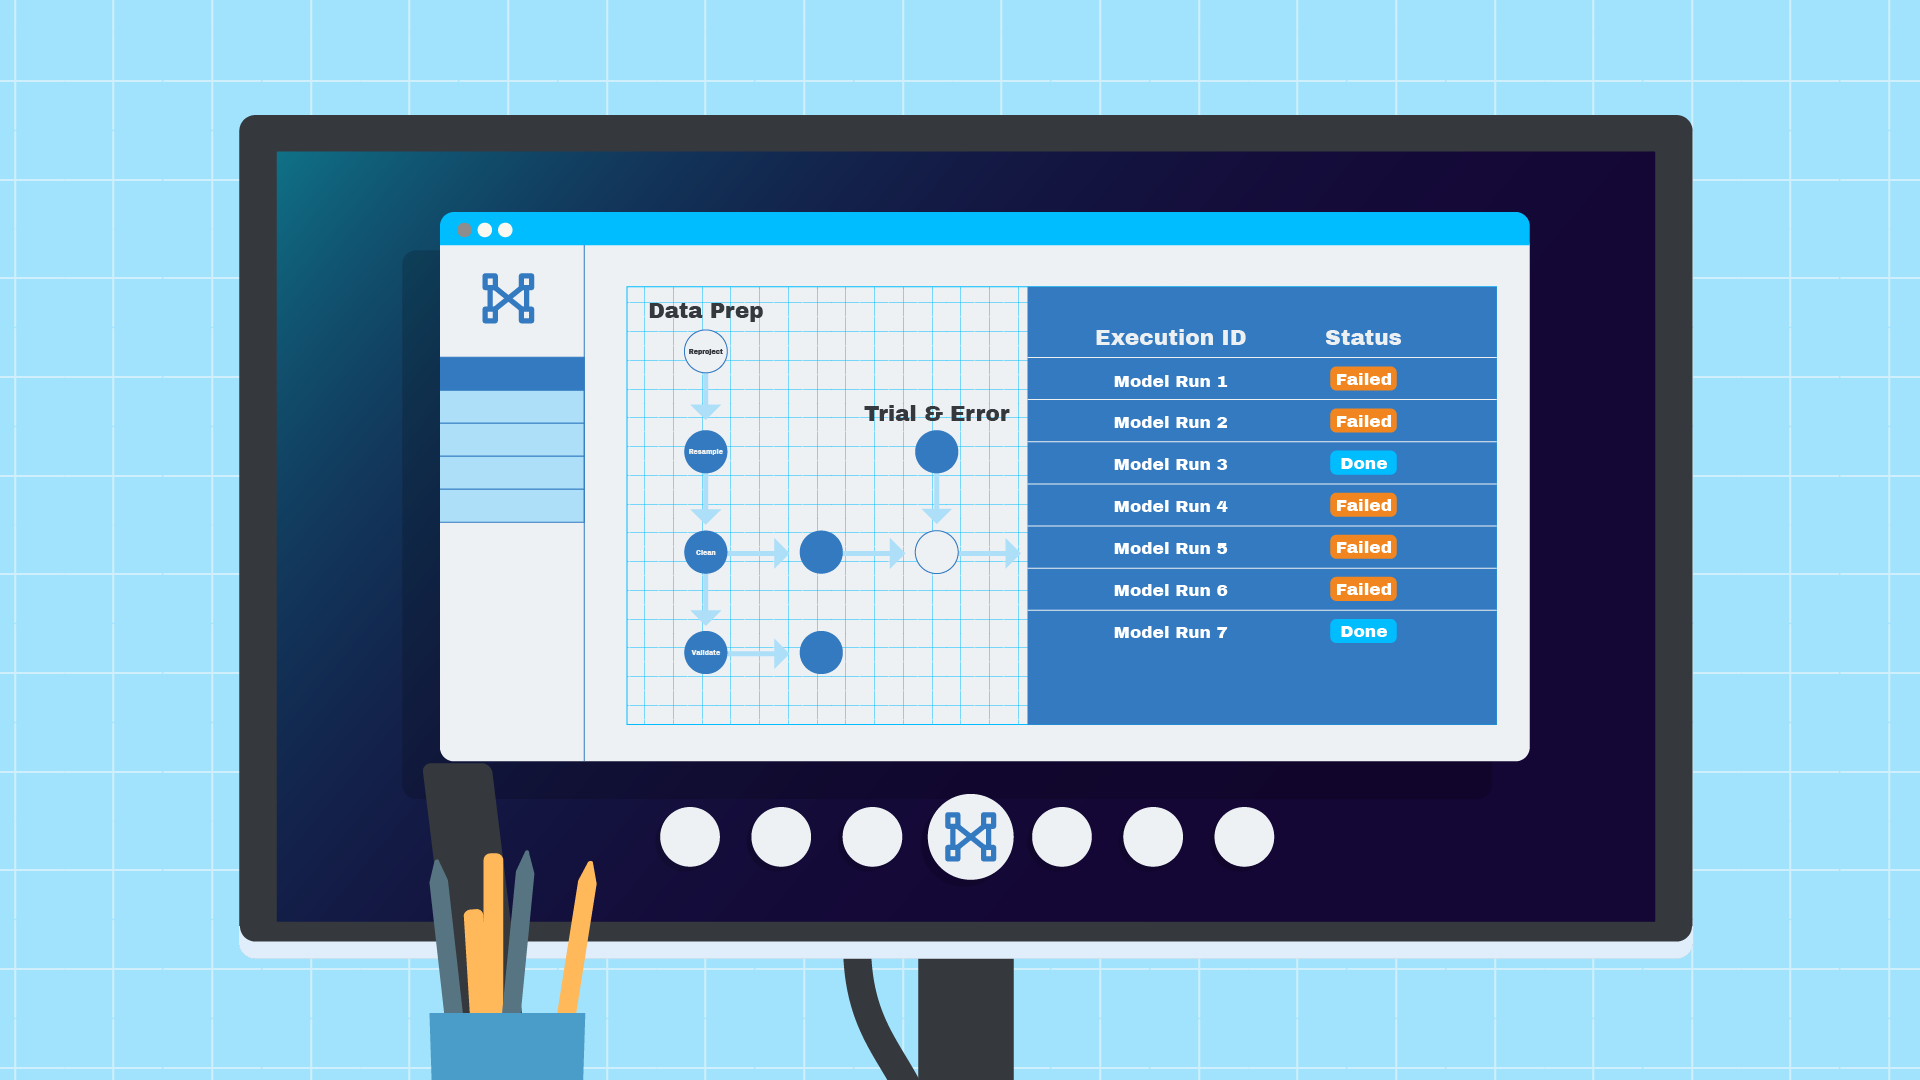 Data Prep
Reproject
Trial & Error
Resample
Clean
Validate
Execution ID Status
Model Run 1 Failed
Model Run 2 Failed
Model Run 3 Done
Model Run 4 Failed
Model Run 5 Failed
Model Run 6 Failed
Model Run 7 Done